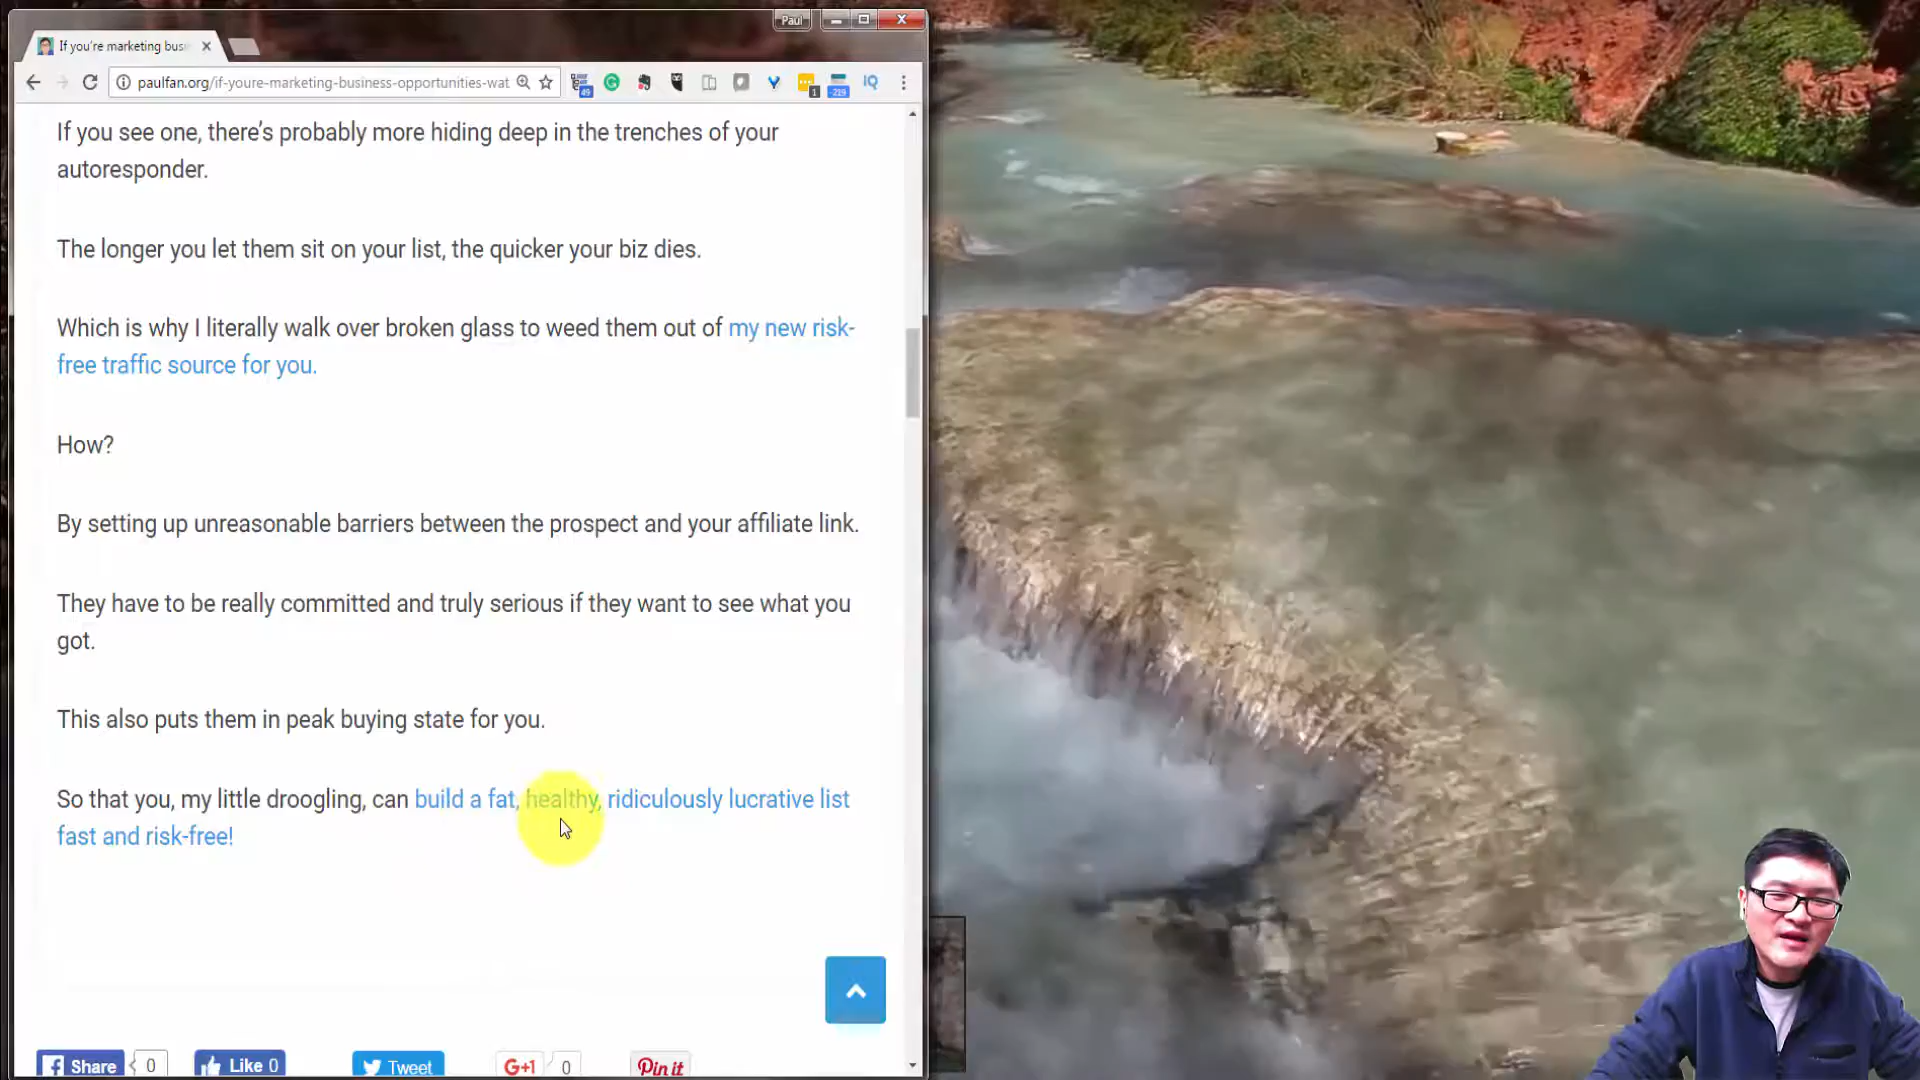 Paul
If you're marketing busi
paulfan.org/if-youre-marketing-business-opportunities-wat
49
1
-219
IQ
If you see one, there's probably more hiding deep in the trenches of your
autoresponder.
The longer you let them sit on your list, the quicker your biz dies.
Which is why I literally walk over broken glass to weed them out of my new risk-
free traffic source for you.
How?
By setting up unreasonable barriers between the prospect and your affiliate link.
They have to be really committed and truly serious if they want to see what you
got.
This also puts them in peak buying state for you.
So that you, my little droogling, can build a fat, healthy, ridiculously lucrative list
fast and risk-free!
Share 0
Like 0
Tweet
G+1 0
Pin it